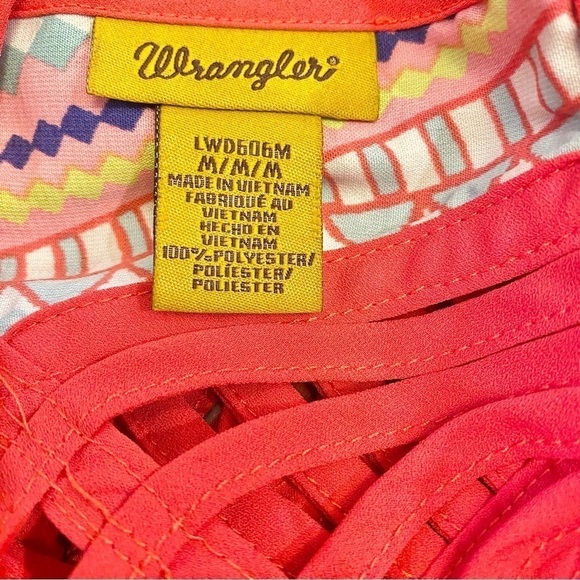 Wrangler
LWD606M
M/M/M
MADE IN VIETNAM
FABRIQUÉ AU
VIETNAM
HECHO EN
VIETNAM
100%POLYESTER/
POLIESTER/
POLIESTER